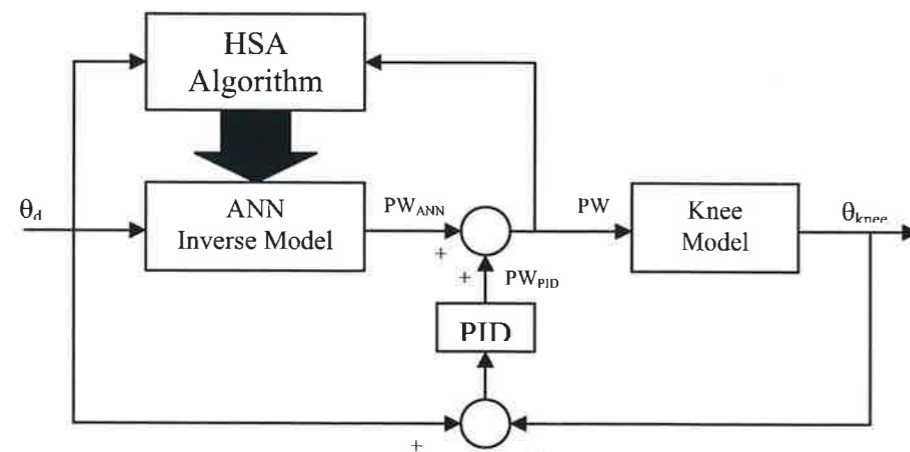 HSA
Algorithm
θd
ANN
Inverse Model
PWANN
+
+
PWPID
PW
Knee
Model
θknee
PID
+